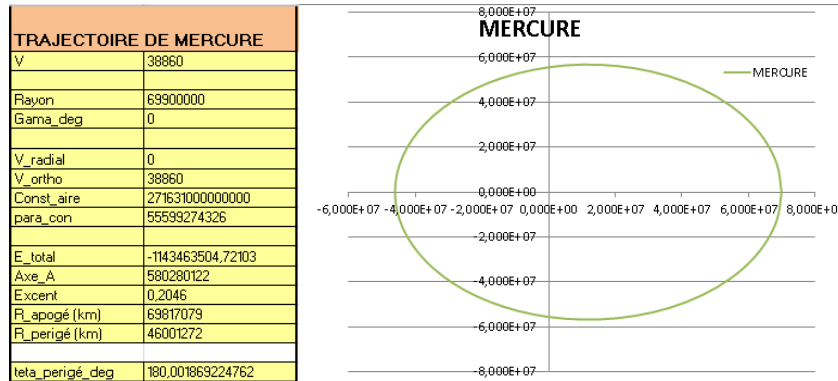 TRAJECTOIRE DE MERCURE
V 38860
Rayon 69900000
Gama_deg 0
V_radial 0
V_ortho 38860
Const_aire 271631000000000
para_con 55599274326
E_total -1143463504,72103
Axe_A 580280122
Excent 0,2046
R_apogé (km) 69817079
R_perigé (km) 46001272
teta_perigé_deg 180,001869224762
MERCURE
8,000E+07
6,000E+07
MERCURE
4,000E+07
2,000E+07
0,000E+00
-6,000E+07 -4,000E+07 -2,000E+07 0,000E+00 2,000E+07 4,000E+07 6,000E+07 8,000E+0
-2,000E+07
-4,000E+07
-6,000E+07
-8,000E+07